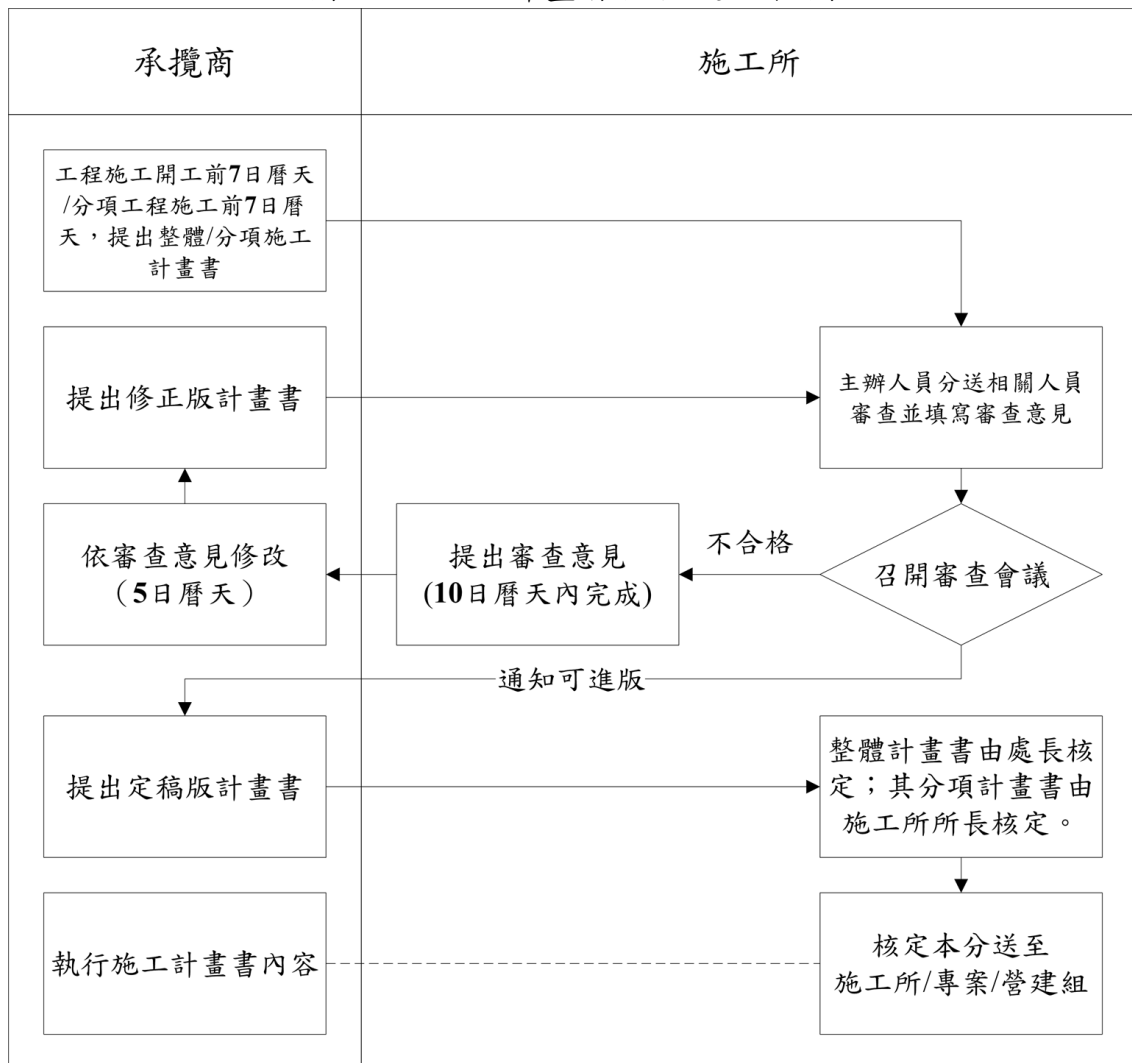 承攬商
施工所
工程施工開工前7日曆天
/分項工程施工前7日曆
天，提出整體/分項施工
計畫書
提出修正版計畫書
主辦人員分送相關人員
審查並填寫審查意見
依審查意見修改
（5日曆天）
提出審查意見
(10日曆天內完成)
不合格
召開審查會議
通知可進版
提出定稿版計畫書
整體計畫書由處長核
定；其分項計畫書由
施工所所長核定。
執行施工計畫書內容
核定本分送至
施工所/專案/營建組